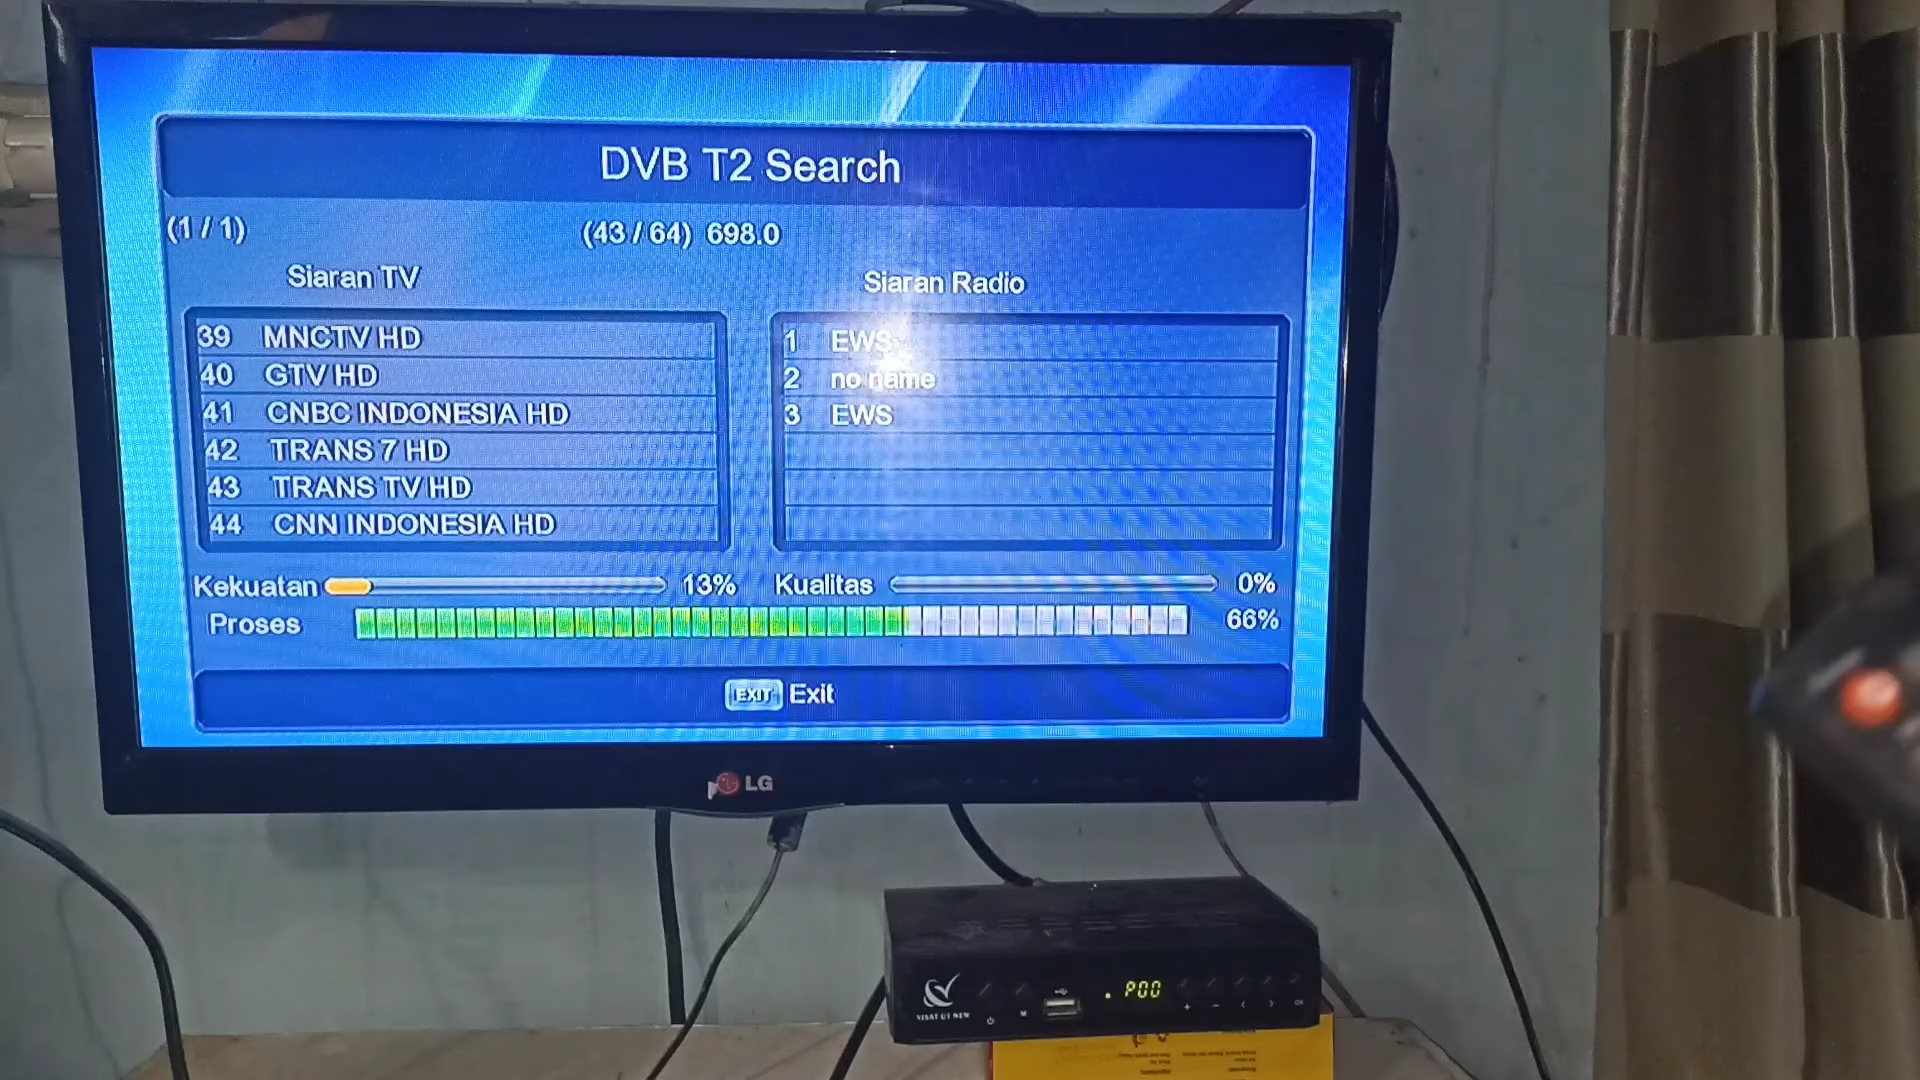 DVB T2 Search
(1 / 1) (43 / 64) 698.0
Siaran TV Siaran Radio
39 MNCTV HD
40 GTV HD
41 CNBC INDONESIA HD
42 TRANS 7 HD
43 TRANS TV HD
44 CNN INDONESIA HD
1 EWS
2 no name
3 EWS
Kekuatan 13% Kualitas 0%
Proses 66%
EXIT Exit
LG
P00
+ - < > OK
M